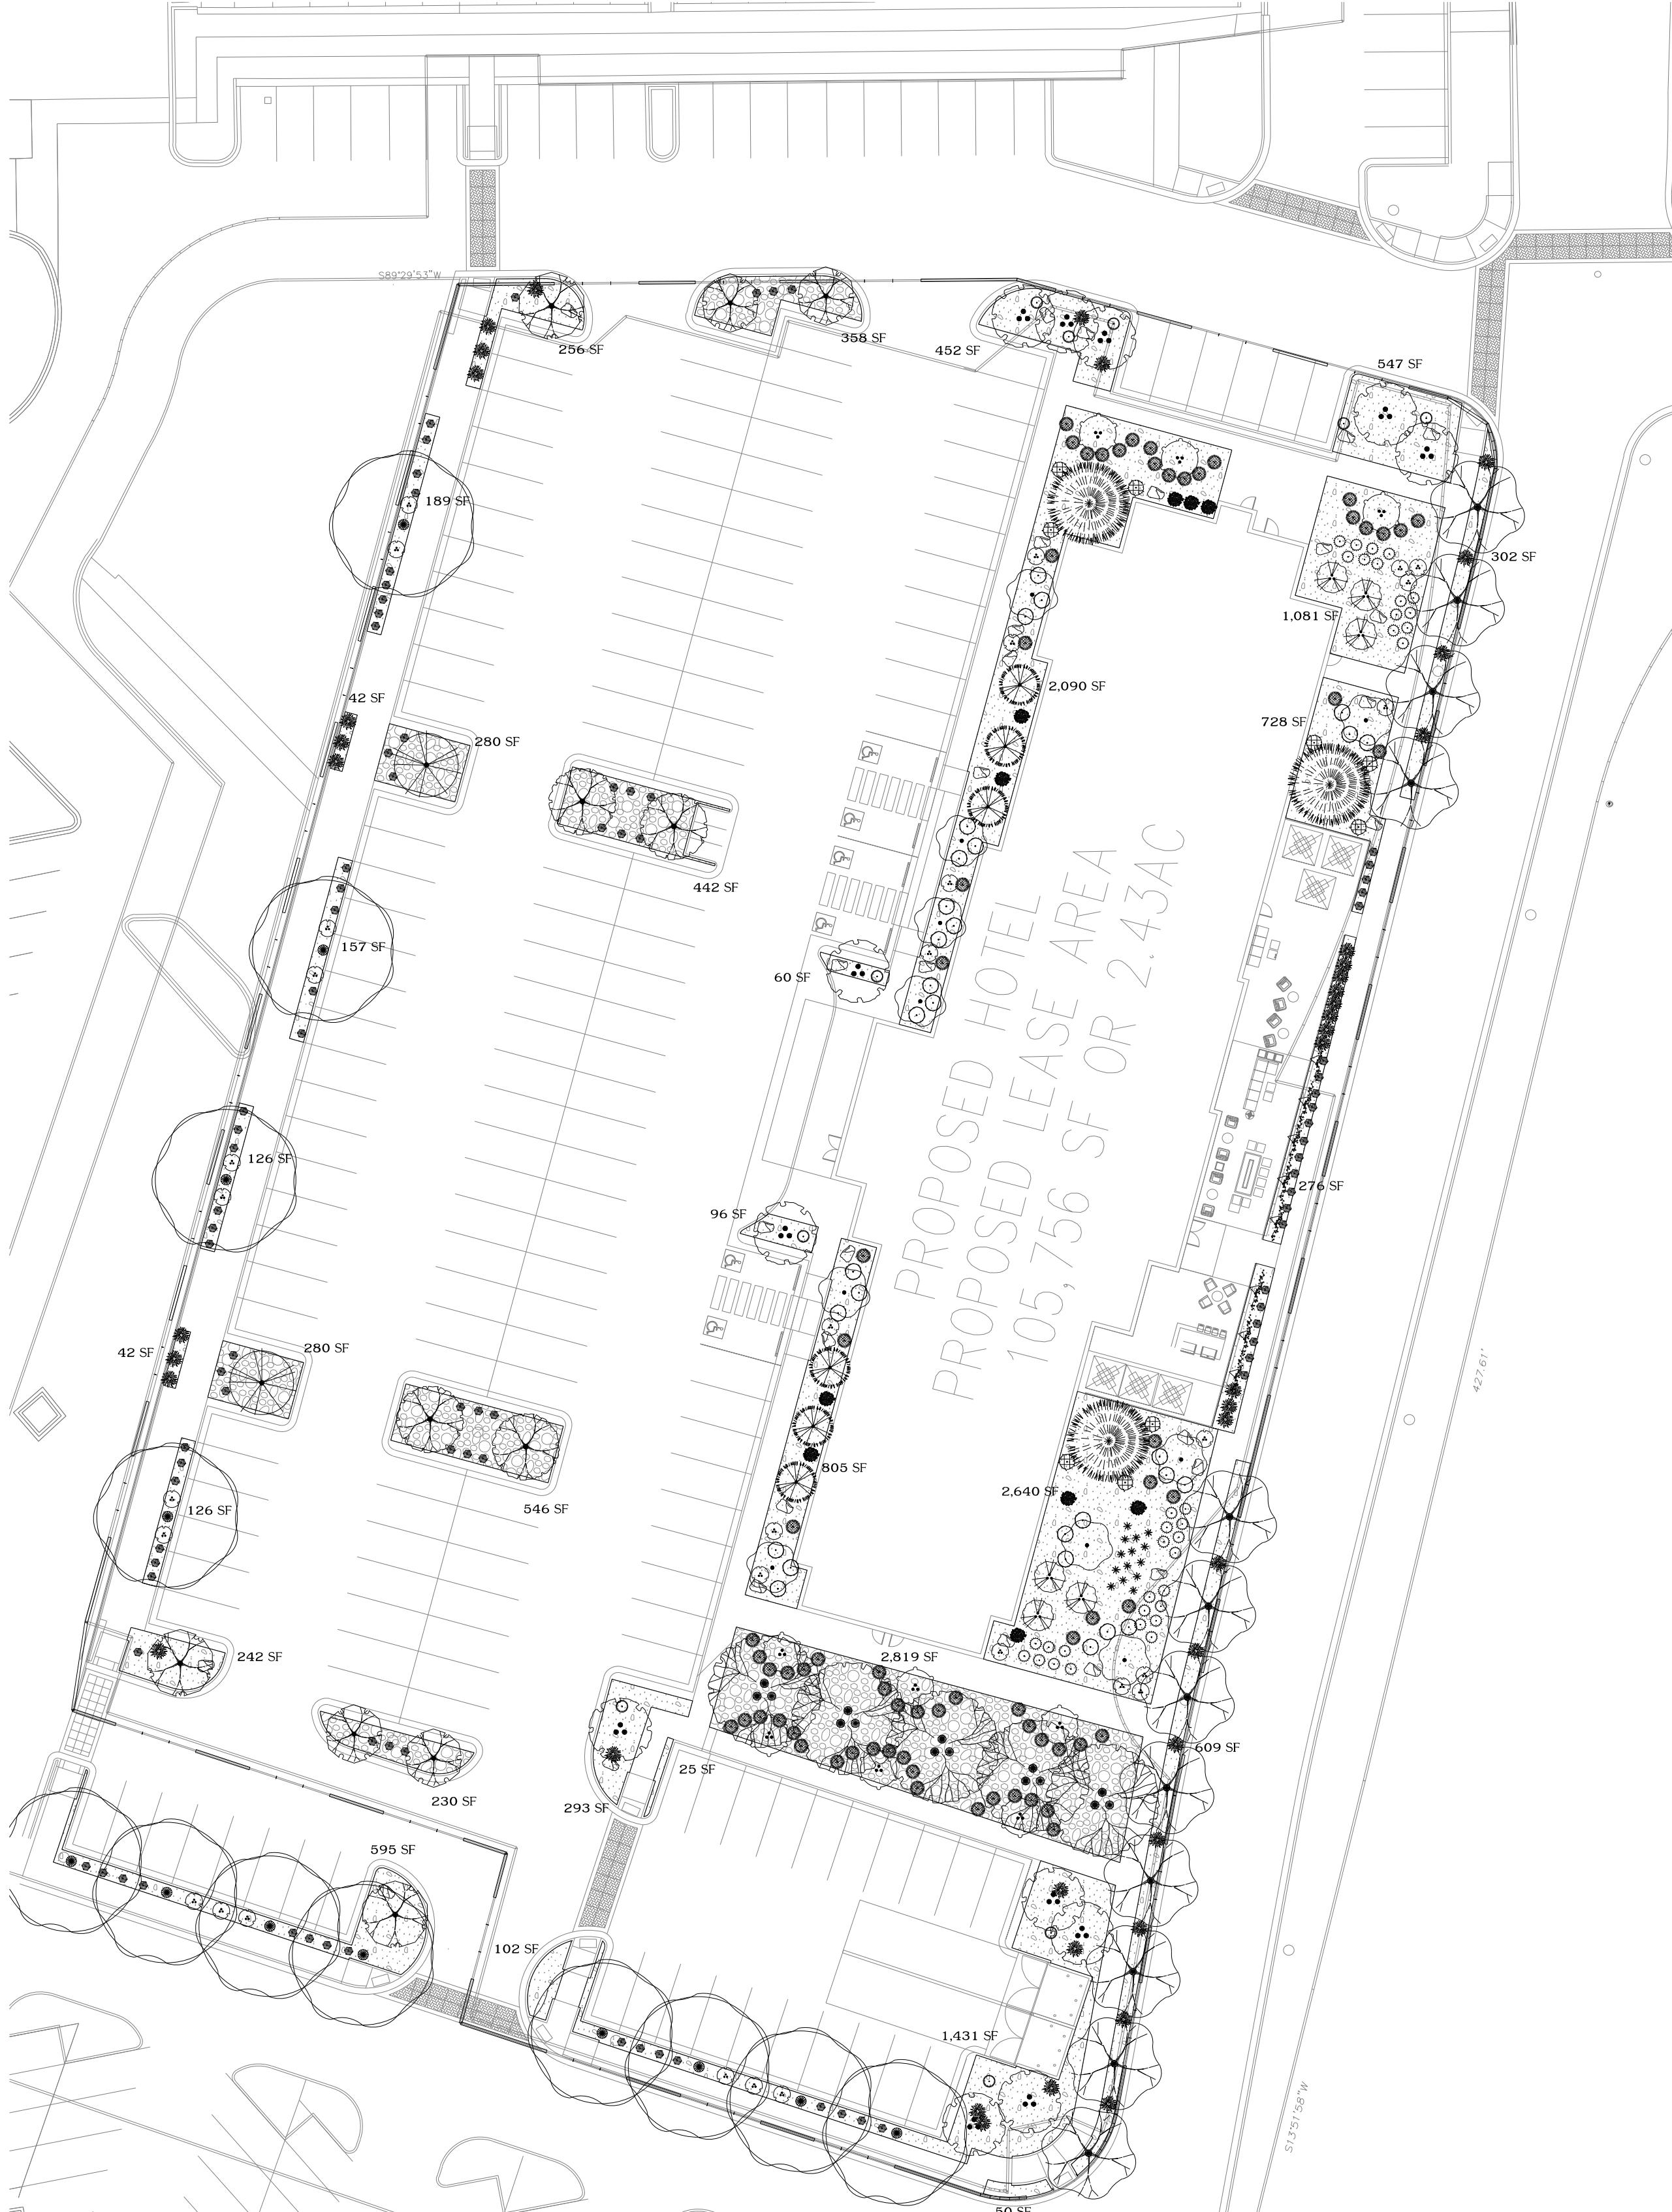 S89°29'53"W
256 SF
358 SF
452 SF
547 SF
189 SF
302 SF
1,081 SF
42 SF
2,090 SF
728 SF
280 SF
442 SF
157 SF
60 SF
PROPOSED HOTEL
PROPOSED LEASE AREA
105,756 SF OR 2.43AC
126 SF
276 SF
96 SF
42 SF
280 SF
427.61'
805 SF
2,640 SF
126 SF
546 SF
242 SF
2,819 SF
609 SF
25 SF
230 SF
293 SF
595 SF
102 SF
1,431 SF
S13°51'58"W
50 SF